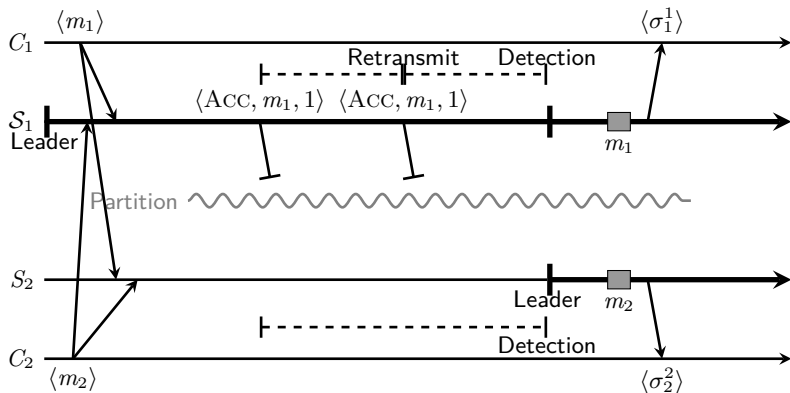 ⟨m₁⟩ ⟨σ₁¹⟩
C₁
Retransmit Detection
⟨Acc, m₁, 1⟩ ⟨Acc, m₁, 1⟩
S₁
Leader m₁
Partition
S₂
Leader m₂
Detection
C₂
⟨m₂⟩ ⟨σ₂²⟩